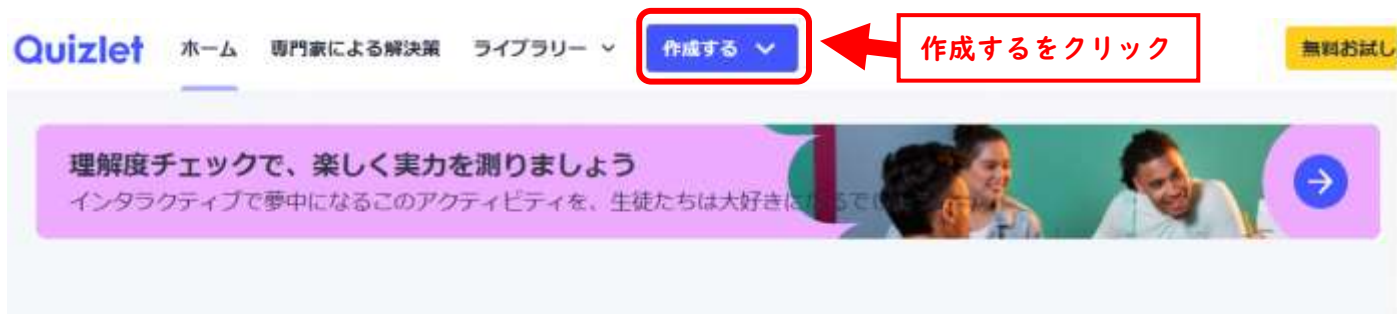 Quizlet ホーム 専門家による解決策 ライブラリー 作成する 作成するをクリック 無料お試し
理解度チェックで、楽しく実力を測りましょう
インタラクティブで夢中になるこのアクティビティを、生徒たちは大好きに